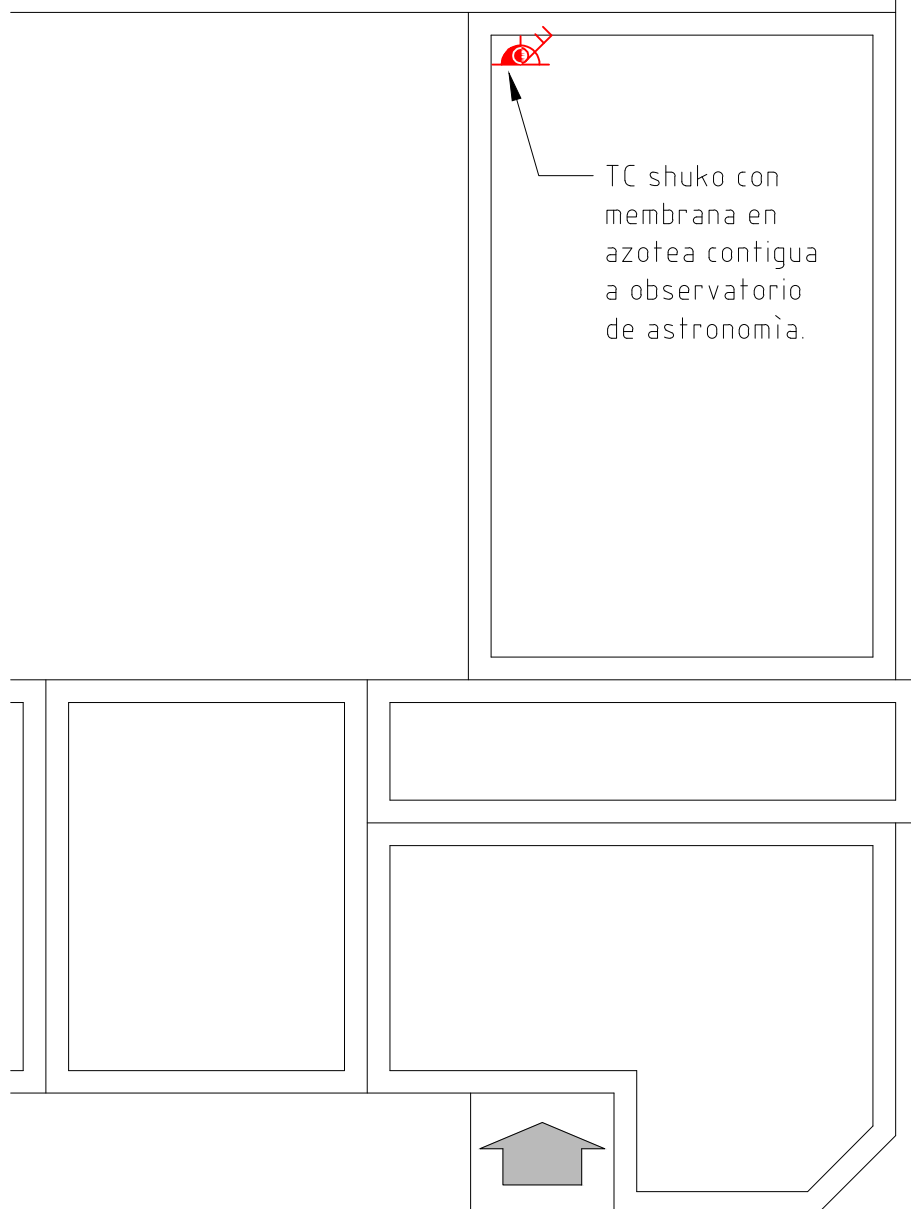 TC shuko con
membrana en
azotea contigua
a observatorio
de astronomìa.